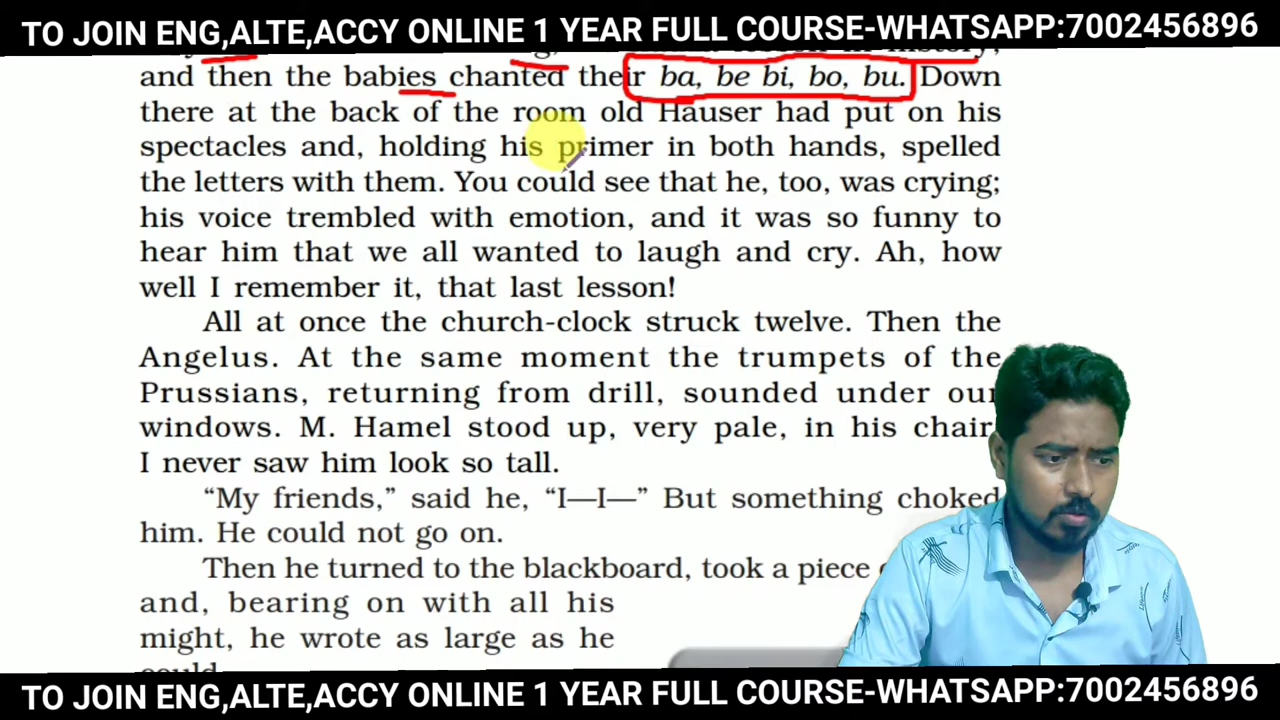 TO JOIN ENG,ALTE,ACCY ONLINE 1 YEAR FULL COURSE-WHATSAPP:7002456896
and then the babies chanted their ba, be bi, bo, bu. Down
there at the back of the room old Hauser had put on his
spectacles and, holding his primer in both hands, spelled
the letters with them. You could see that he, too, was crying;
his voice trembled with emotion, and it was so funny to
hear him that we all wanted to laugh and cry. Ah, how
well I remember it, that last lesson!
All at once the church-clock struck twelve. Then the
Angelus. At the same moment the trumpets of the
Prussians, returning from drill, sounded under our
windows. M. Hamel stood up, very pale, in his chair.
I never saw him look so tall.
“My friends,” said he, “I—I—” But something choked
him. He could not go on.
Then he turned to the blackboard, took a piece
and, bearing on with all his
might, he wrote as large as he
could
TO JOIN ENG,ALTE,ACCY ONLINE 1 YEAR FULL COURSE-WHATSAPP:7002456896